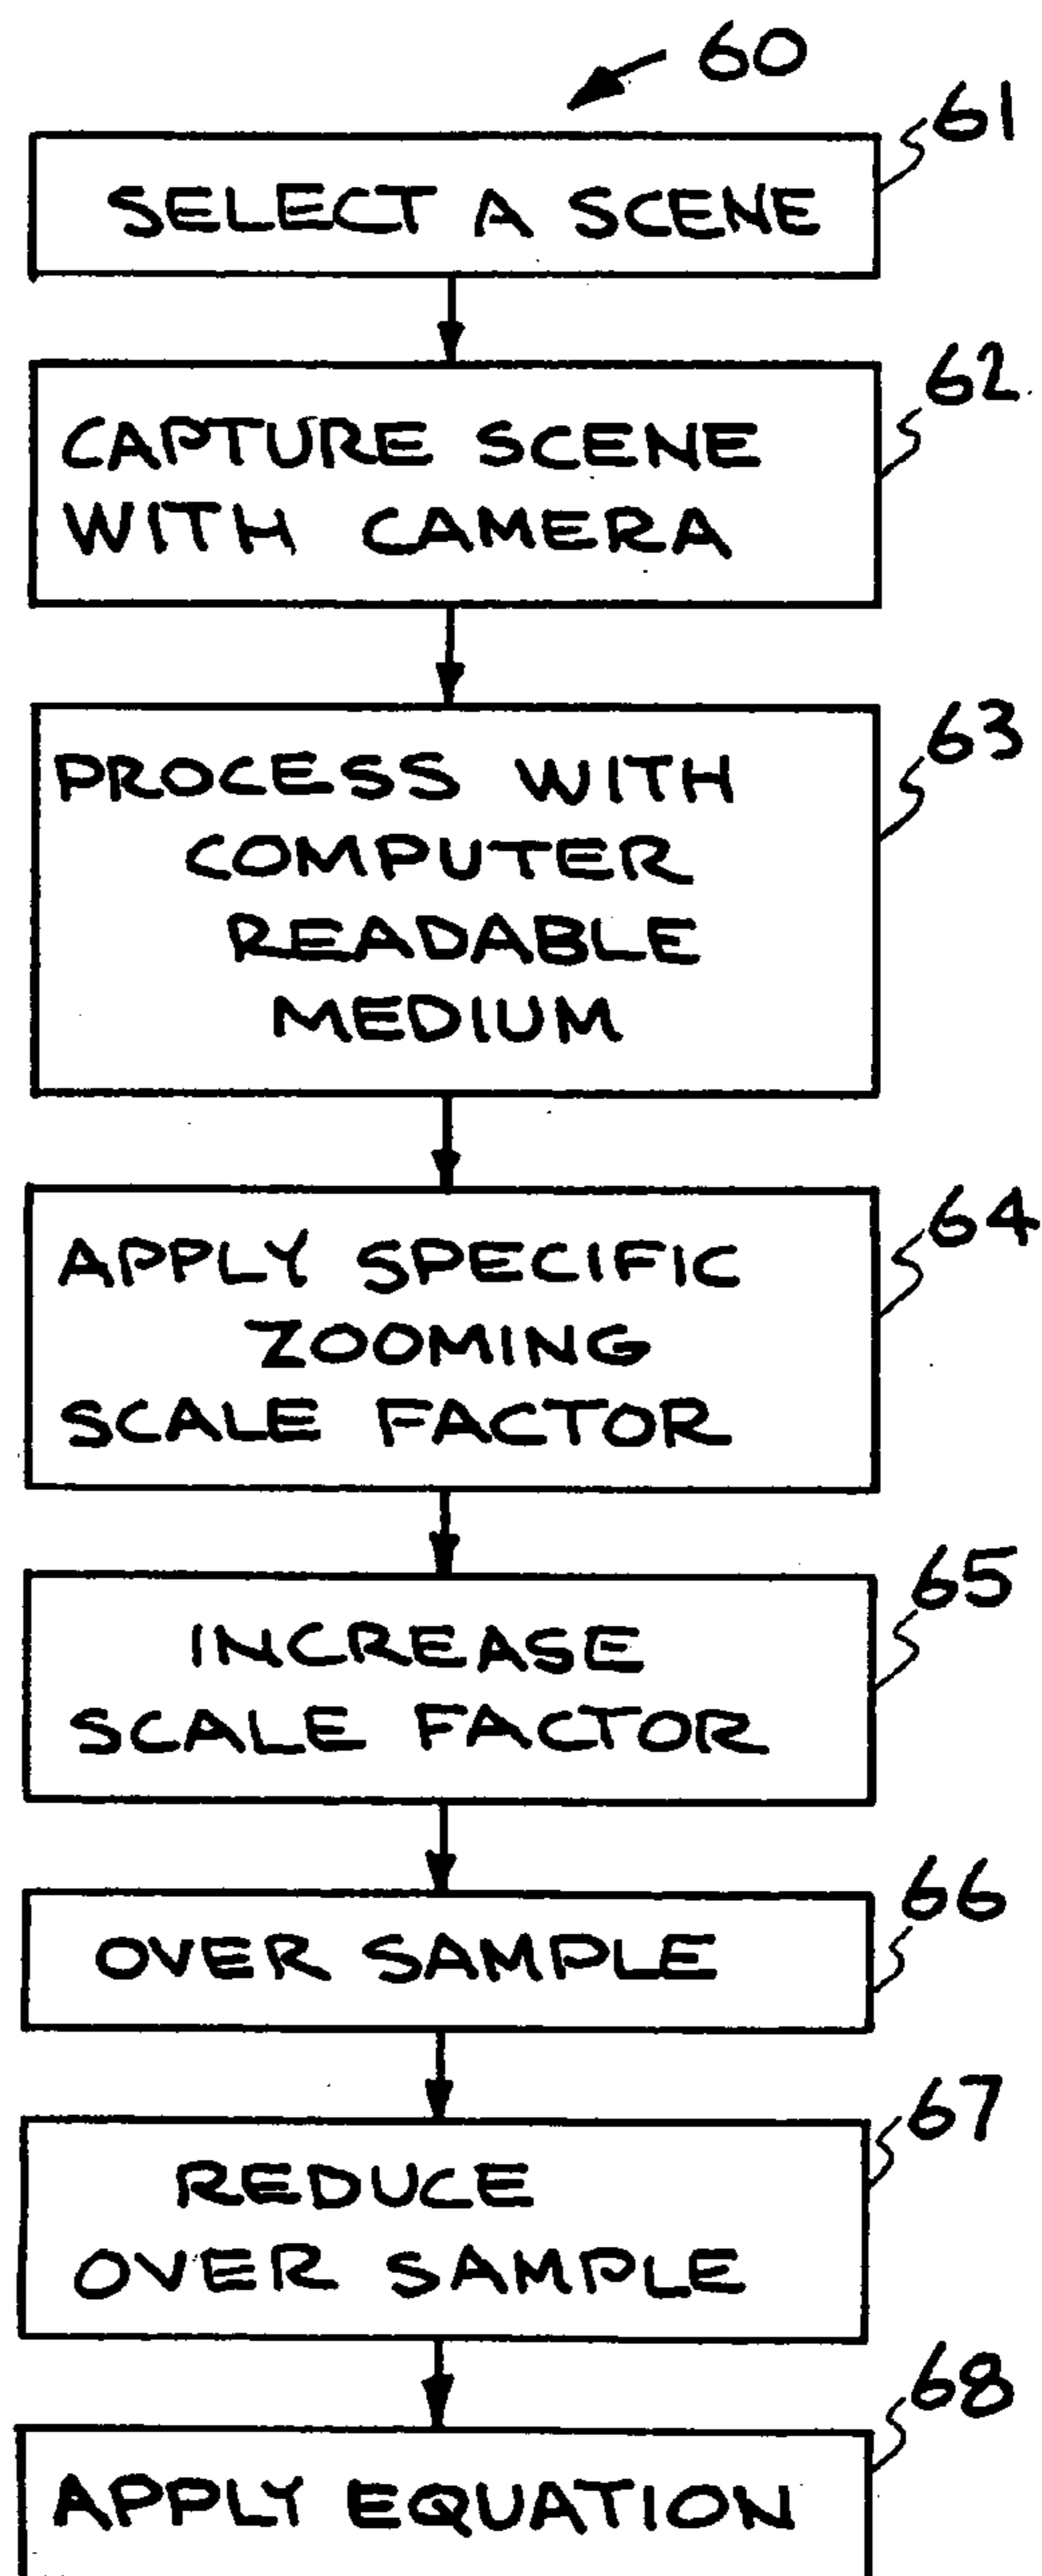 60
61
SELECT A SCENE
62
CAPTURE SCENE
WITH CAMERA
63
PROCESS WITH
COMPUTER
READABLE
MEDIUM
64
APPLY SPECIFIC
ZOOMING
SCALE FACTOR
65
INCREASE
SCALE FACTOR
66
OVER SAMPLE
67
REDUCE
OVER SAMPLE
68
APPLY EQUATION